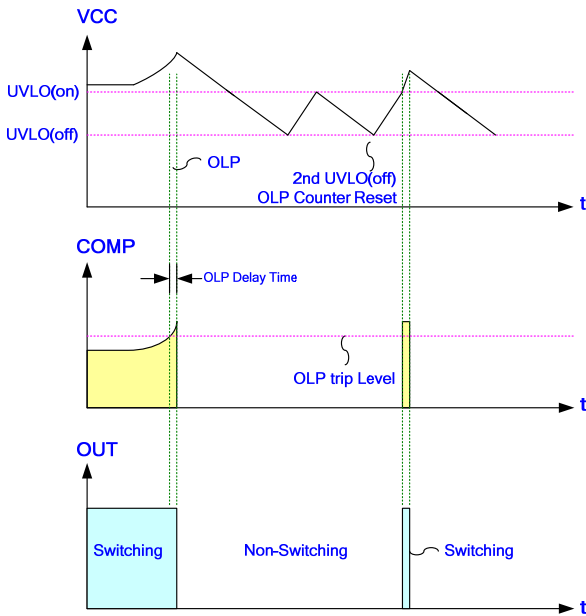 VCC
UVLO(on)
UVLO(off)
OLP
2nd UVLO(off)
OLP Counter Reset
t
COMP
OLP Delay Time
OLP trip Level
t
OUT
Switching
Non-Switching
Switching
t